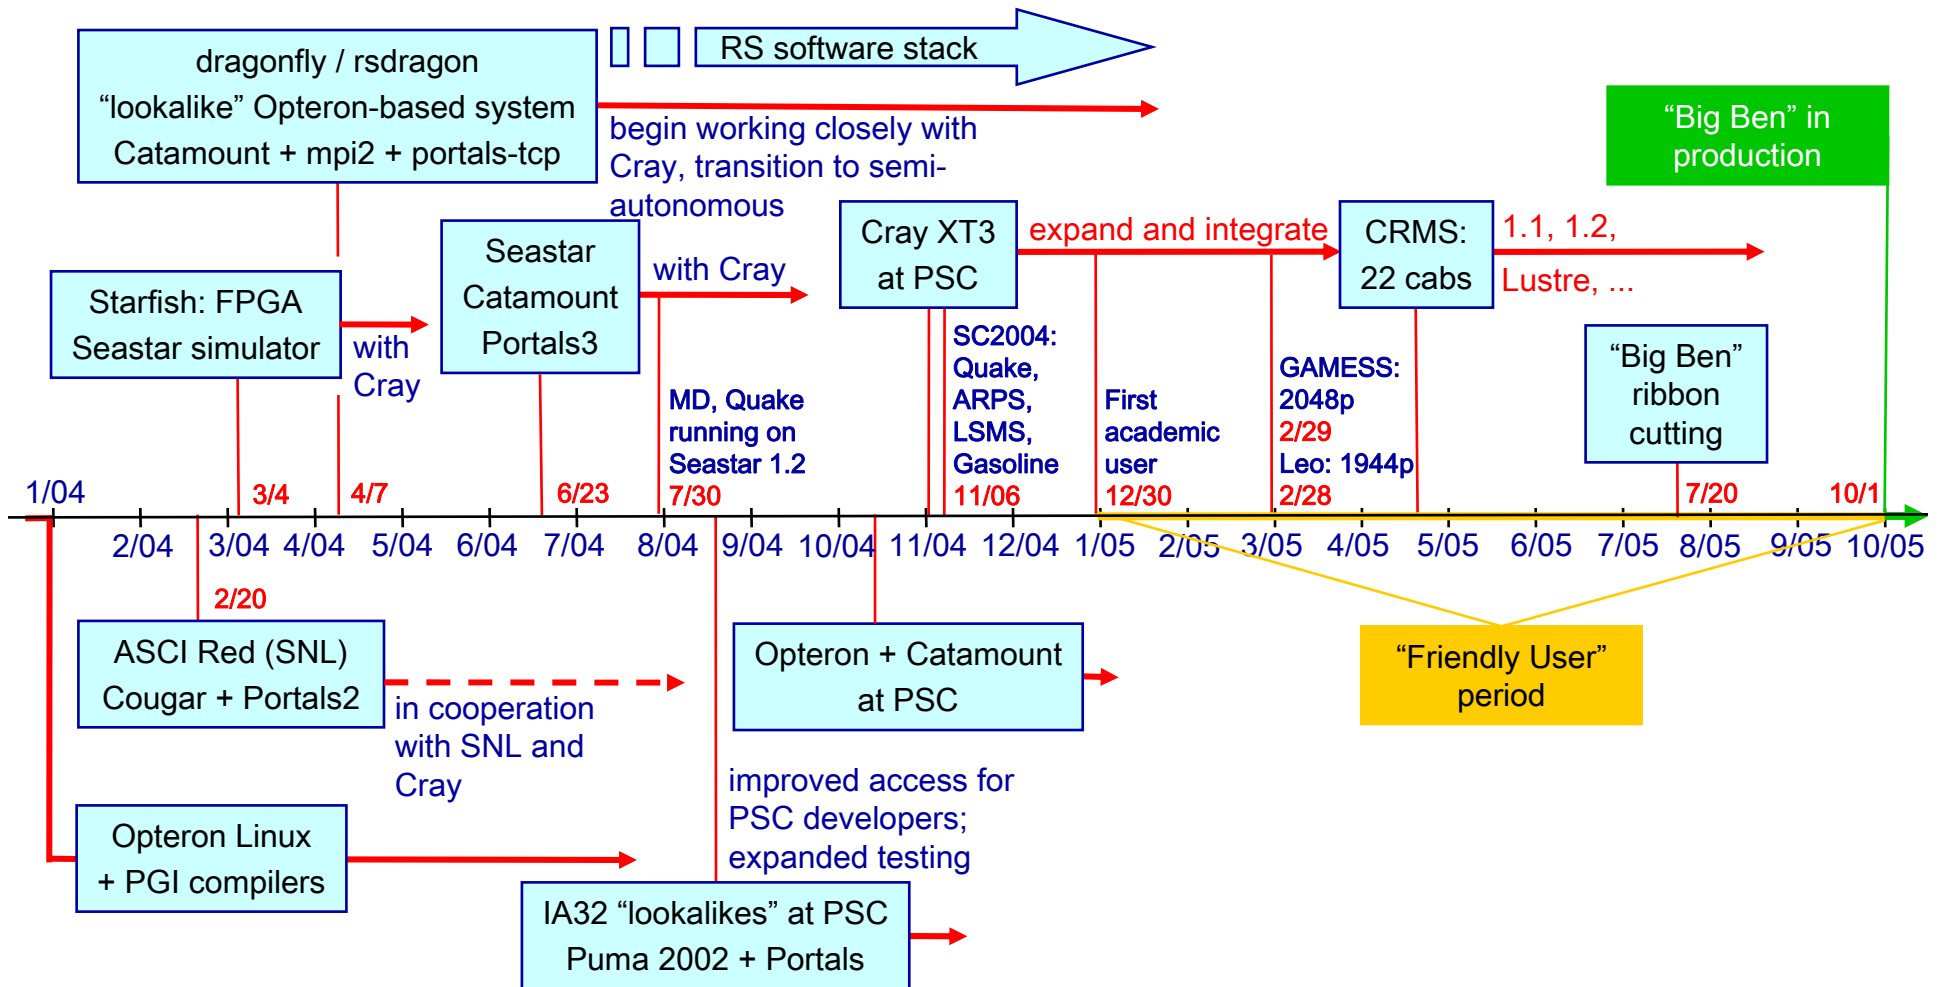 dragonfly / rsdragon
“lookalike” Opteron-based system
Catamount + mpi2 + portals-tcp
RS software stack
begin working closely with
Cray, transition to semi-
autonomous
“Big Ben” in
production
Starfish: FPGA
Seastar simulator
with
Cray
Seastar
Catamount
Portals3
with Cray
Cray XT3
at PSC
expand and integrate
CRMS:
22 cabs
1.1, 1.2,
Lustre, ...
“Big Ben”
ribbon
cutting
MD, Quake
running on
Seastar 1.2
7/30
SC2004:
Quake,
ARPS,
LSMS,
Gasoline
11/06
First
academic
user
12/30
GAMESS:
2048p
2/29
Leo: 1944p
2/28
3/4
4/7
6/23
7/20
10/1
1/04
2/04
3/04
4/04
5/04
6/04
7/04
8/04
9/04
10/04
11/04
12/04
1/05
2/05
3/05
4/05
5/05
6/05
7/05
8/05
9/05
10/05
2/20
ASCI Red (SNL)
Cougar + Portals2
in cooperation
with SNL and
Cray
Opteron + Catamount
at PSC
“Friendly User”
period
improved access for
PSC developers;
expanded testing
Opteron Linux
+ PGI compilers
IA32 “lookalikes” at PSC
Puma 2002 + Portals